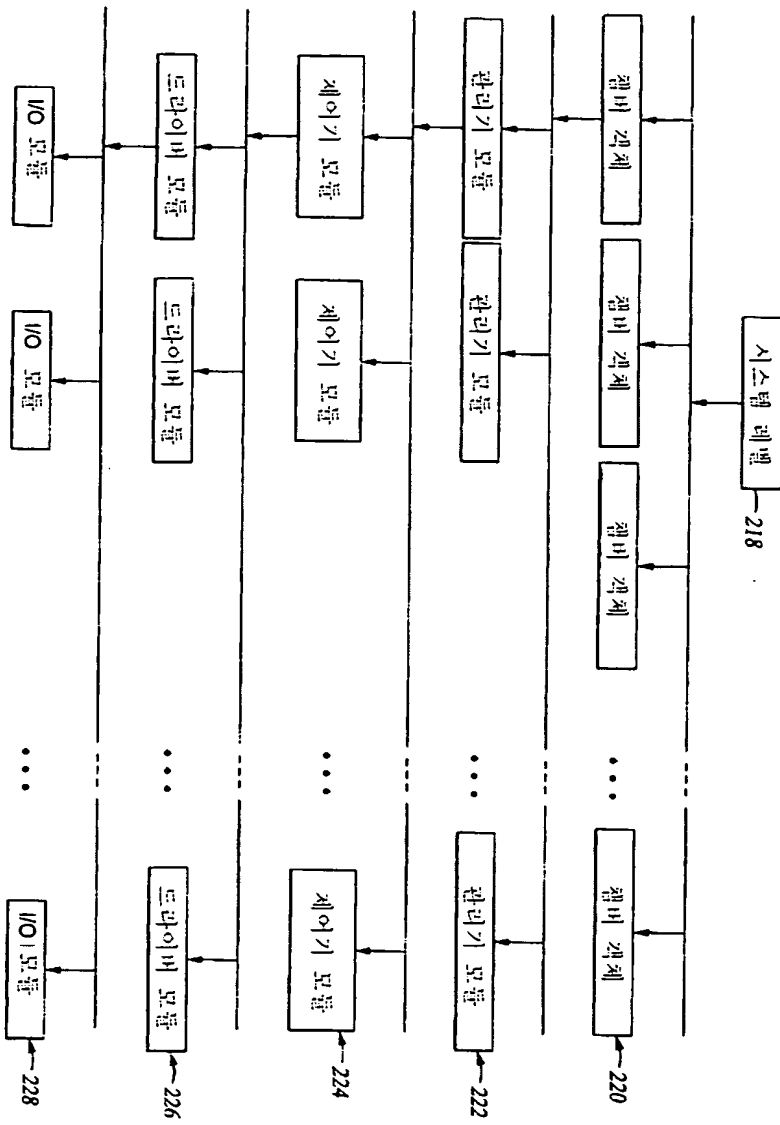 시스템 레벨
218
챔버 객체
챔버 객체
챔버 객체
챔버 객체
220
관리기 모듈
관리기 모듈
관리기 모듈
222
제어기 모듈
제어기 모듈
제어기 모듈
224
드라이버 모듈
드라이버 모듈
드라이버 모듈
226
I/O 모듈
I/O 모듈
I/O 모듈
228